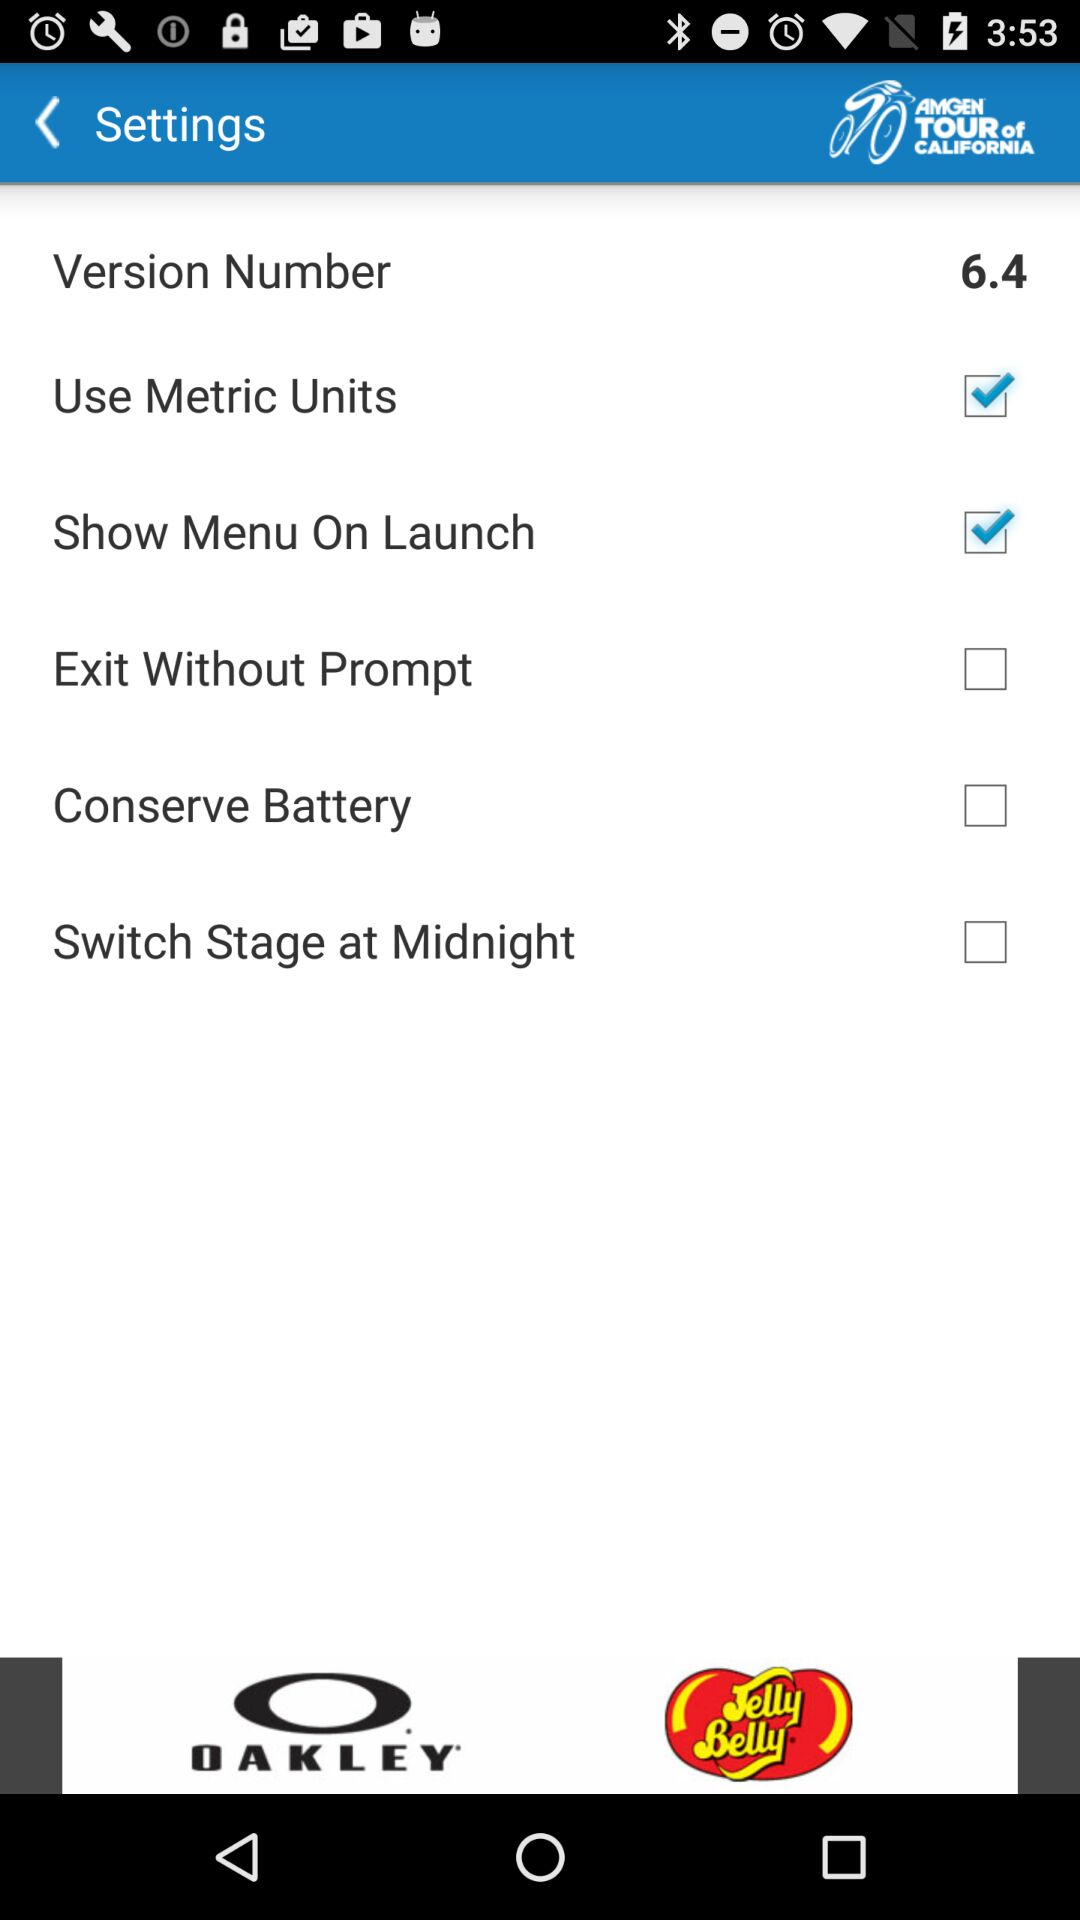 3:53
Settings
AMGEN
TOUR of
CALIFORNIA
Version Number 6.4
Use Metric Units
Show Menu On Launch
Exit Without Prompt
Conserve Battery
Switch Stage at Midnight
OAKLEY
Jelly
Belly